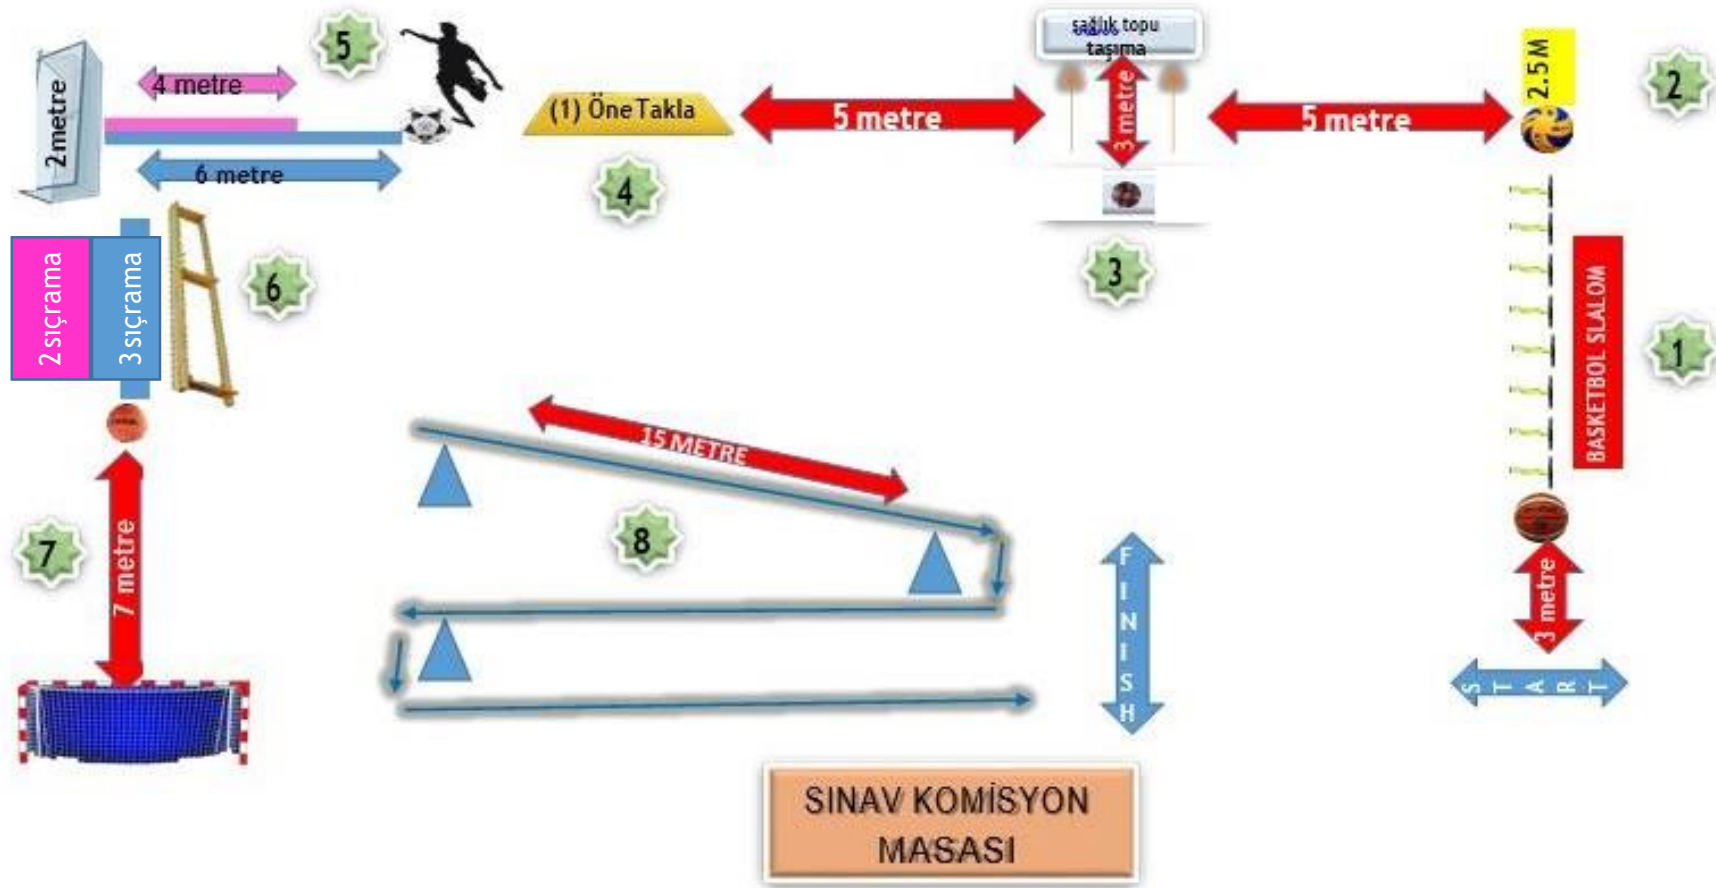 5
4 metre
2 metre
6 metre
(1) Öne Takla
4
5 metre
sağlık topu
taşıma
3 metre
3
5 metre
2.5 M
2
BASKETBOL SLALOM
1
3 metre
START
2 sıçrama
3 sıçrama
6
7
7 metre
15 METRE
8
FINISH
SINAV KOMİSYON
MASASI